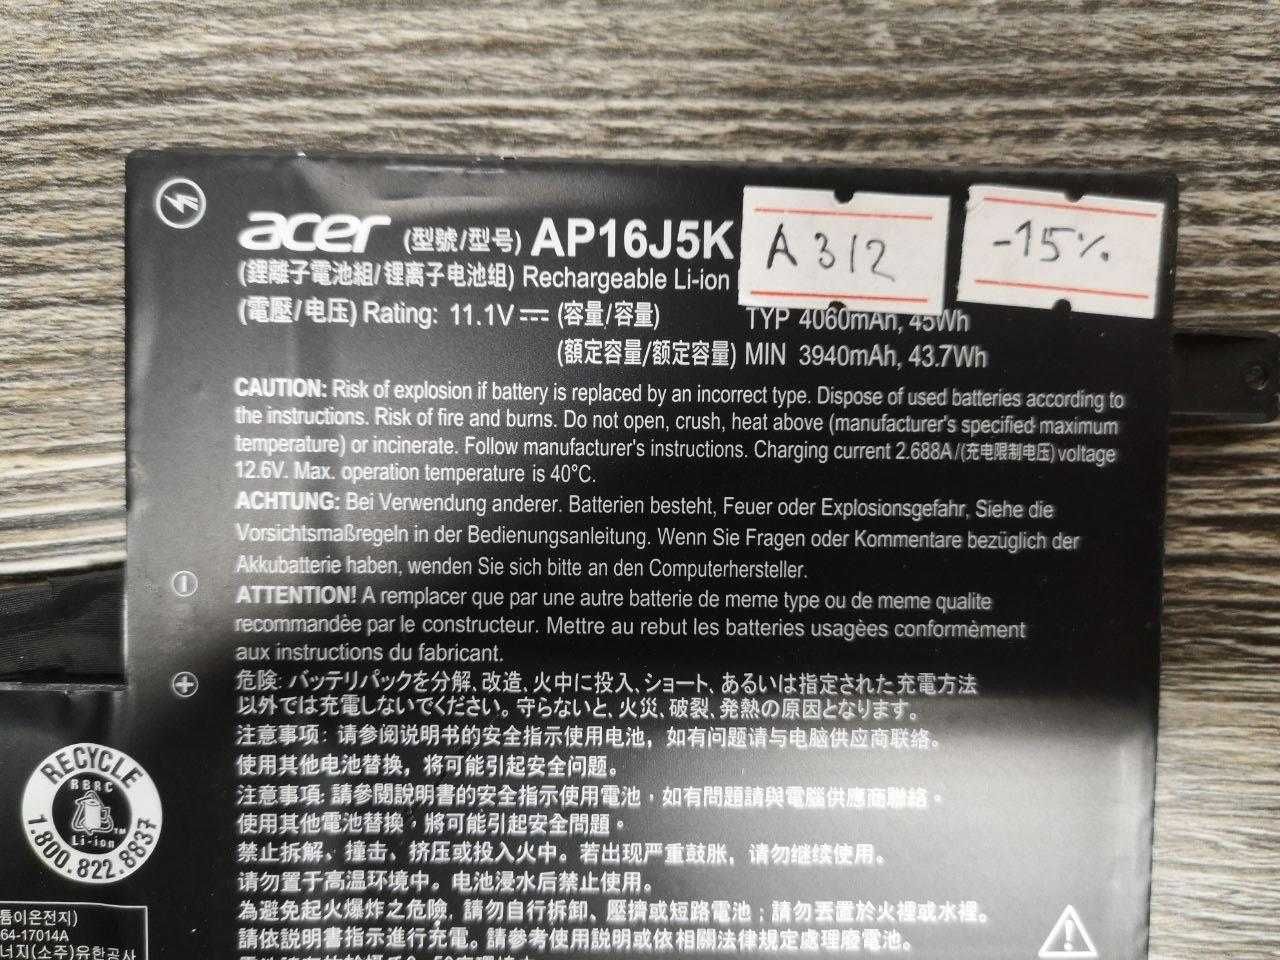 acer (型號/型号) AP16J5K A312 -15%
(鋰離子電池組/锂离子电池组) Rechargeable Li-ion
(電壓/电压) Rating: 11.1V⎓ (容量/容量) TYP 4060mAh, 45Wh
(額定容量/额定容量) MIN 3940mAh, 43.7Wh
CAUTION: Risk of explosion if battery is replaced by an incorrect type. Dispose of used batteries according to
the instructions. Risk of fire and burns. Do not open, crush, heat above (manufacturer's specified maximum
temperature) or incinerate. Follow manufacturer's instructions. Charging current 2.688A/(充电限制电压) voltage
12.6V. Max. operation temperature is 40°C.
ACHTUNG: Bei Verwendung anderer. Batterien besteht, Feuer oder Explosionsgefahr, Siehe die
Vorsichtsmaßregeln in der Bedienungsanleitung. Wenn Sie Fragen oder Kommentare bezüglich der
Akkubatterie haben, wenden Sie sich bitte an den Computerhersteller.
ATTENTION! A remplacer que par une autre batterie de meme type ou de meme qualite
recommandèe par le constructeur. Mettre au rebut les batteries usagèes conformèment
aux instructions du fabricant.
危険: バッテリパックを分解、改造、火中に投入、ショート、あるいは指定された充電方法
以外では充電しないでください。守らないと、火災、破裂、発熱の原因となります。
注意事项: 请参阅说明书的安全指示使用电池，如有问题请与电脑供应商联络。
使用其他电池替换，将可能引起安全问题。
注意事項: 請參閱說明書的安全指示使用電池，如有問題請與電腦供應商聯絡。
使用其他電池替換，將可能引起安全問題。
禁止拆解、撞击、挤压或投入火中。若出现严重鼓胀，请勿继续使用。
请勿置于高温环境中。电池浸水后禁止使用。
為避免起火爆炸之危險，請勿自行拆卸、壓擠或短路電池；請勿丟置於火裡或水裡。
請依說明書指示進行充電。請參考使用説明或依相關法律規定處理廢電池。
RECYCLE
RBRC
Li-ion
TM
1.800.822.8837
튬이온전지)
64-17014A
너지(소주)유한공사